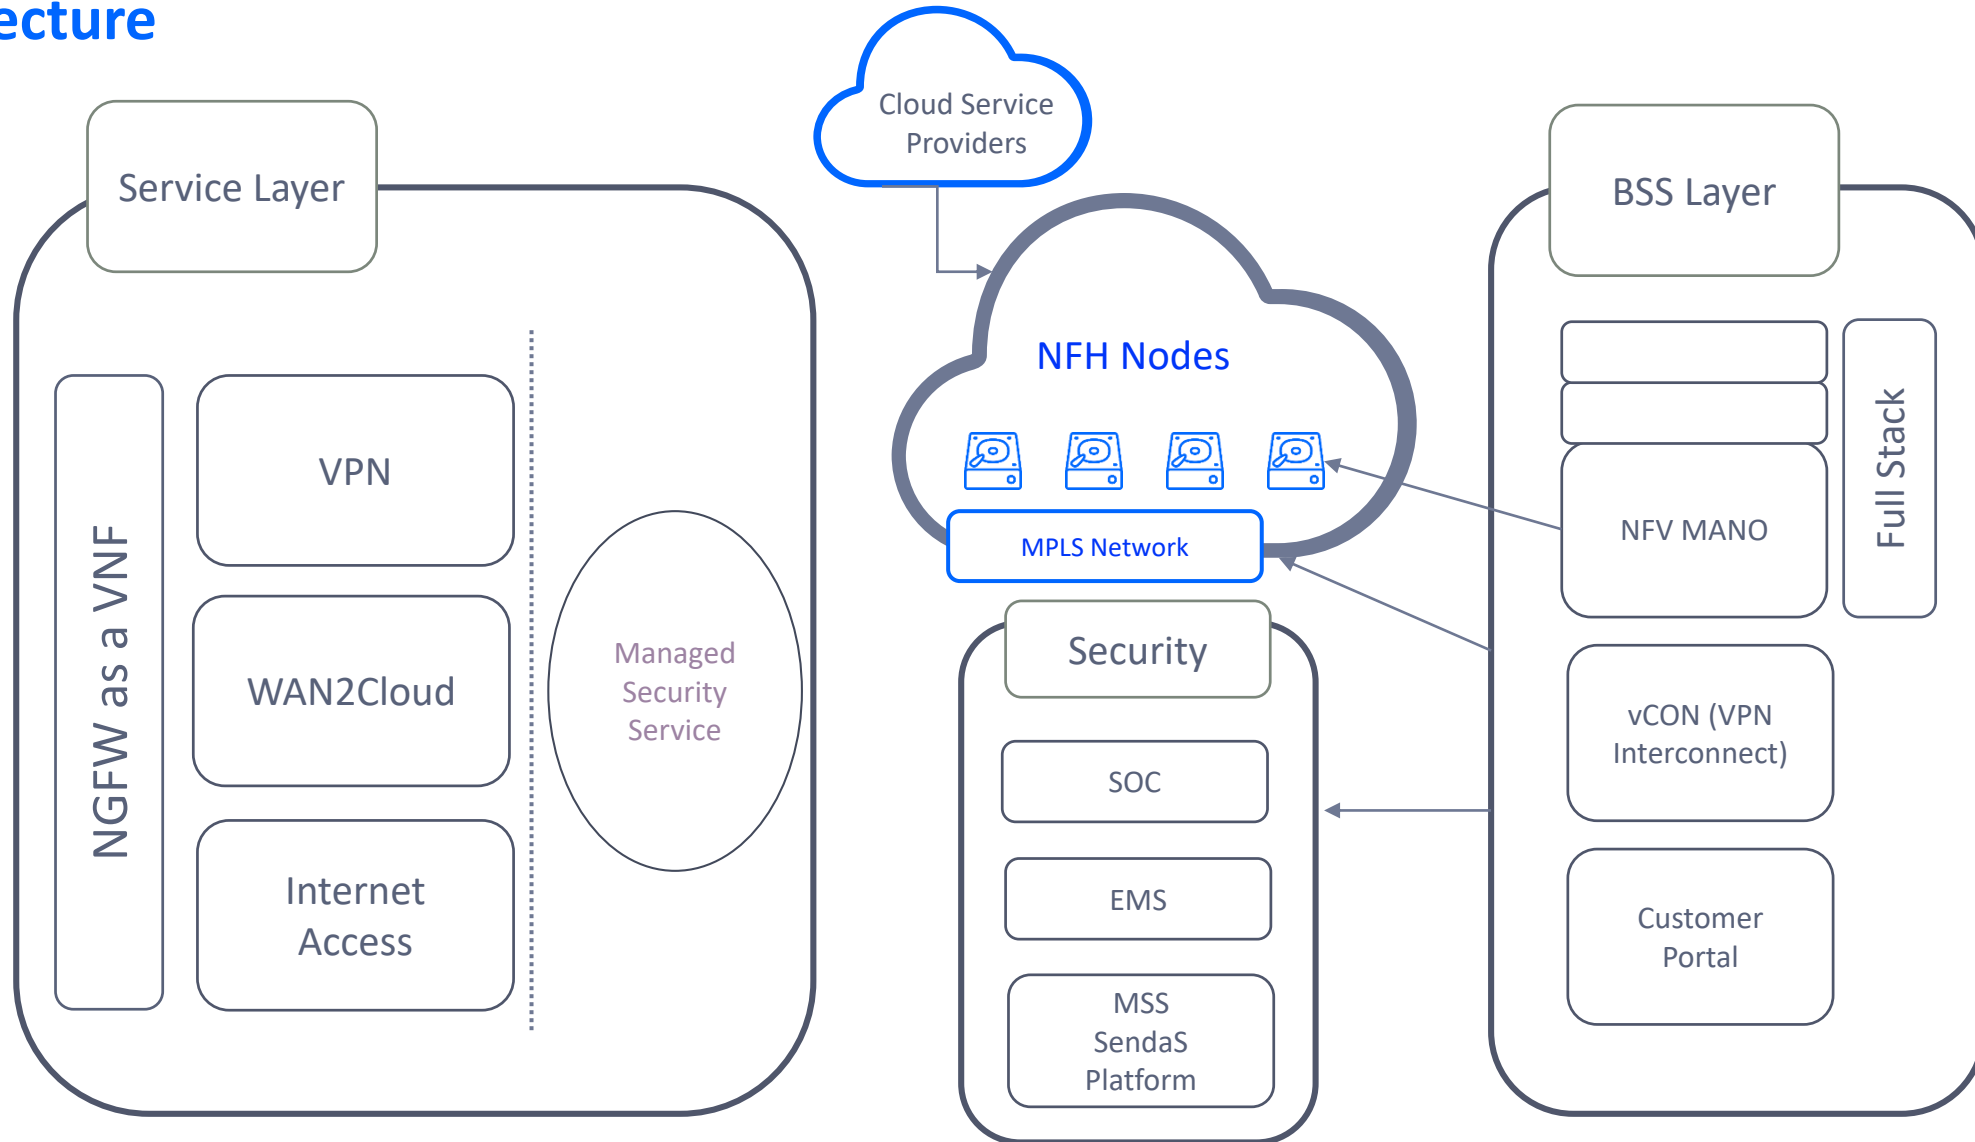 ecture
Cloud Service
Providers
Service Layer
BSS Layer
NFH Nodes
MPLS Network
NGFW as a VNF
VPN
WAN2Cloud
Internet
Access
Managed
Security
Service
Security
SOC
EMS
MSS
SendaS
Platform
NFV MANO
Full Stack
vCON (VPN
Interconnect)
Customer
Portal